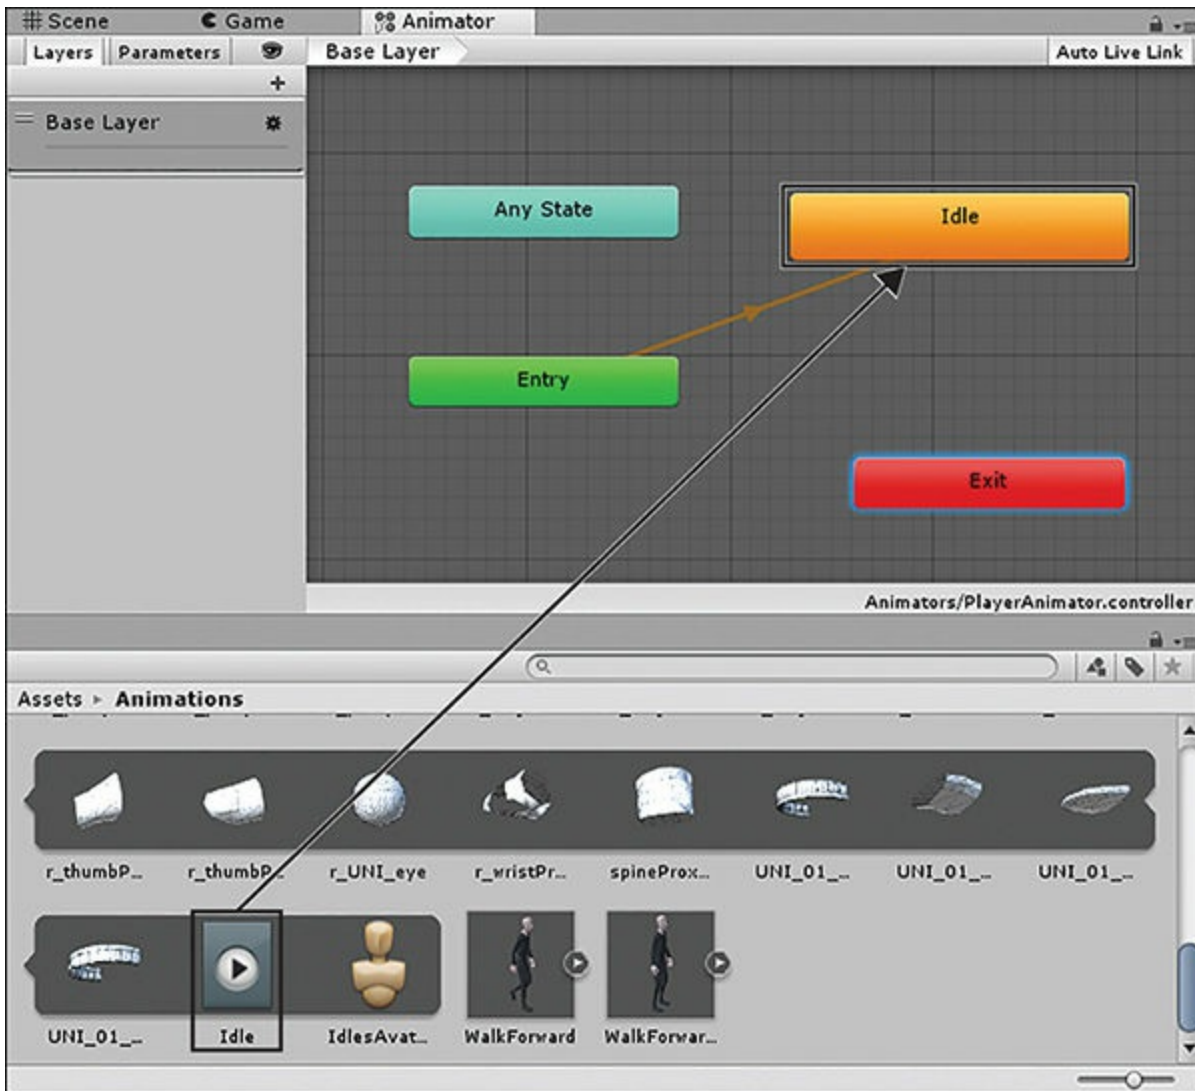 Scene Game Animator
Layers Parameters Base Layer Auto Live Link
Base Layer
Any State
Idle
Entry
Exit
Animators/PlayerAnimator.controller
Assets Animations
r_thumbP... r_thumbP... r_UNI_eye r_wristPr... spineProx... UNI_01_... UNI_01_... UNI_01_...
UNI_01_... Idle IdlesAvat... WalkForward WalkForwar...